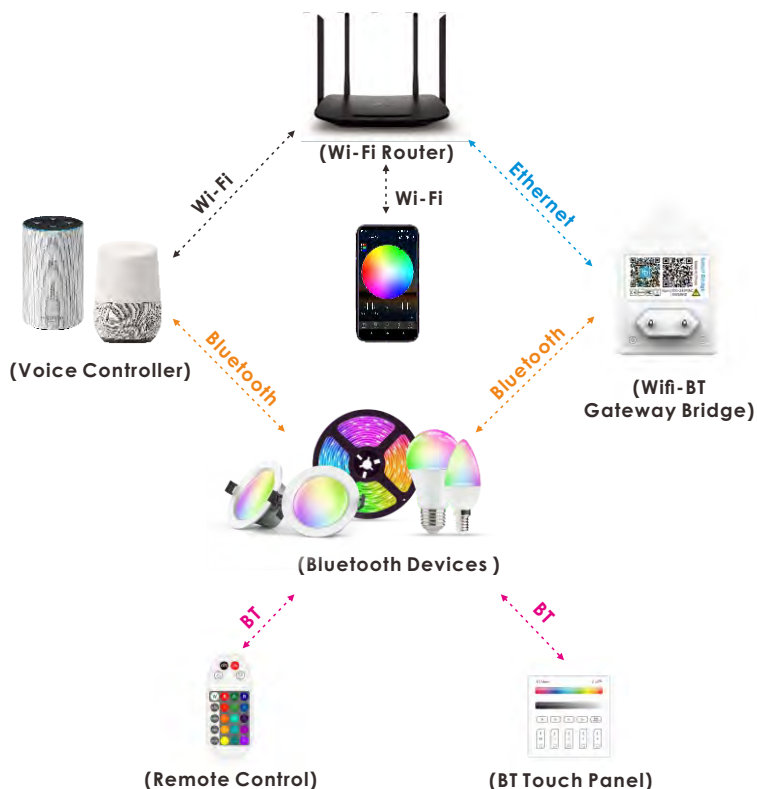 (Wi-Fi Router)
Wi-Fi
Wi-Fi
Ethernet
(Voice Controller)
Bluetooth
Bluetooth
(Wifi-BT
Gateway Bridge)
(Bluetooth Devices )
BT
BT
(Remote Control)
(BT Touch Panel)